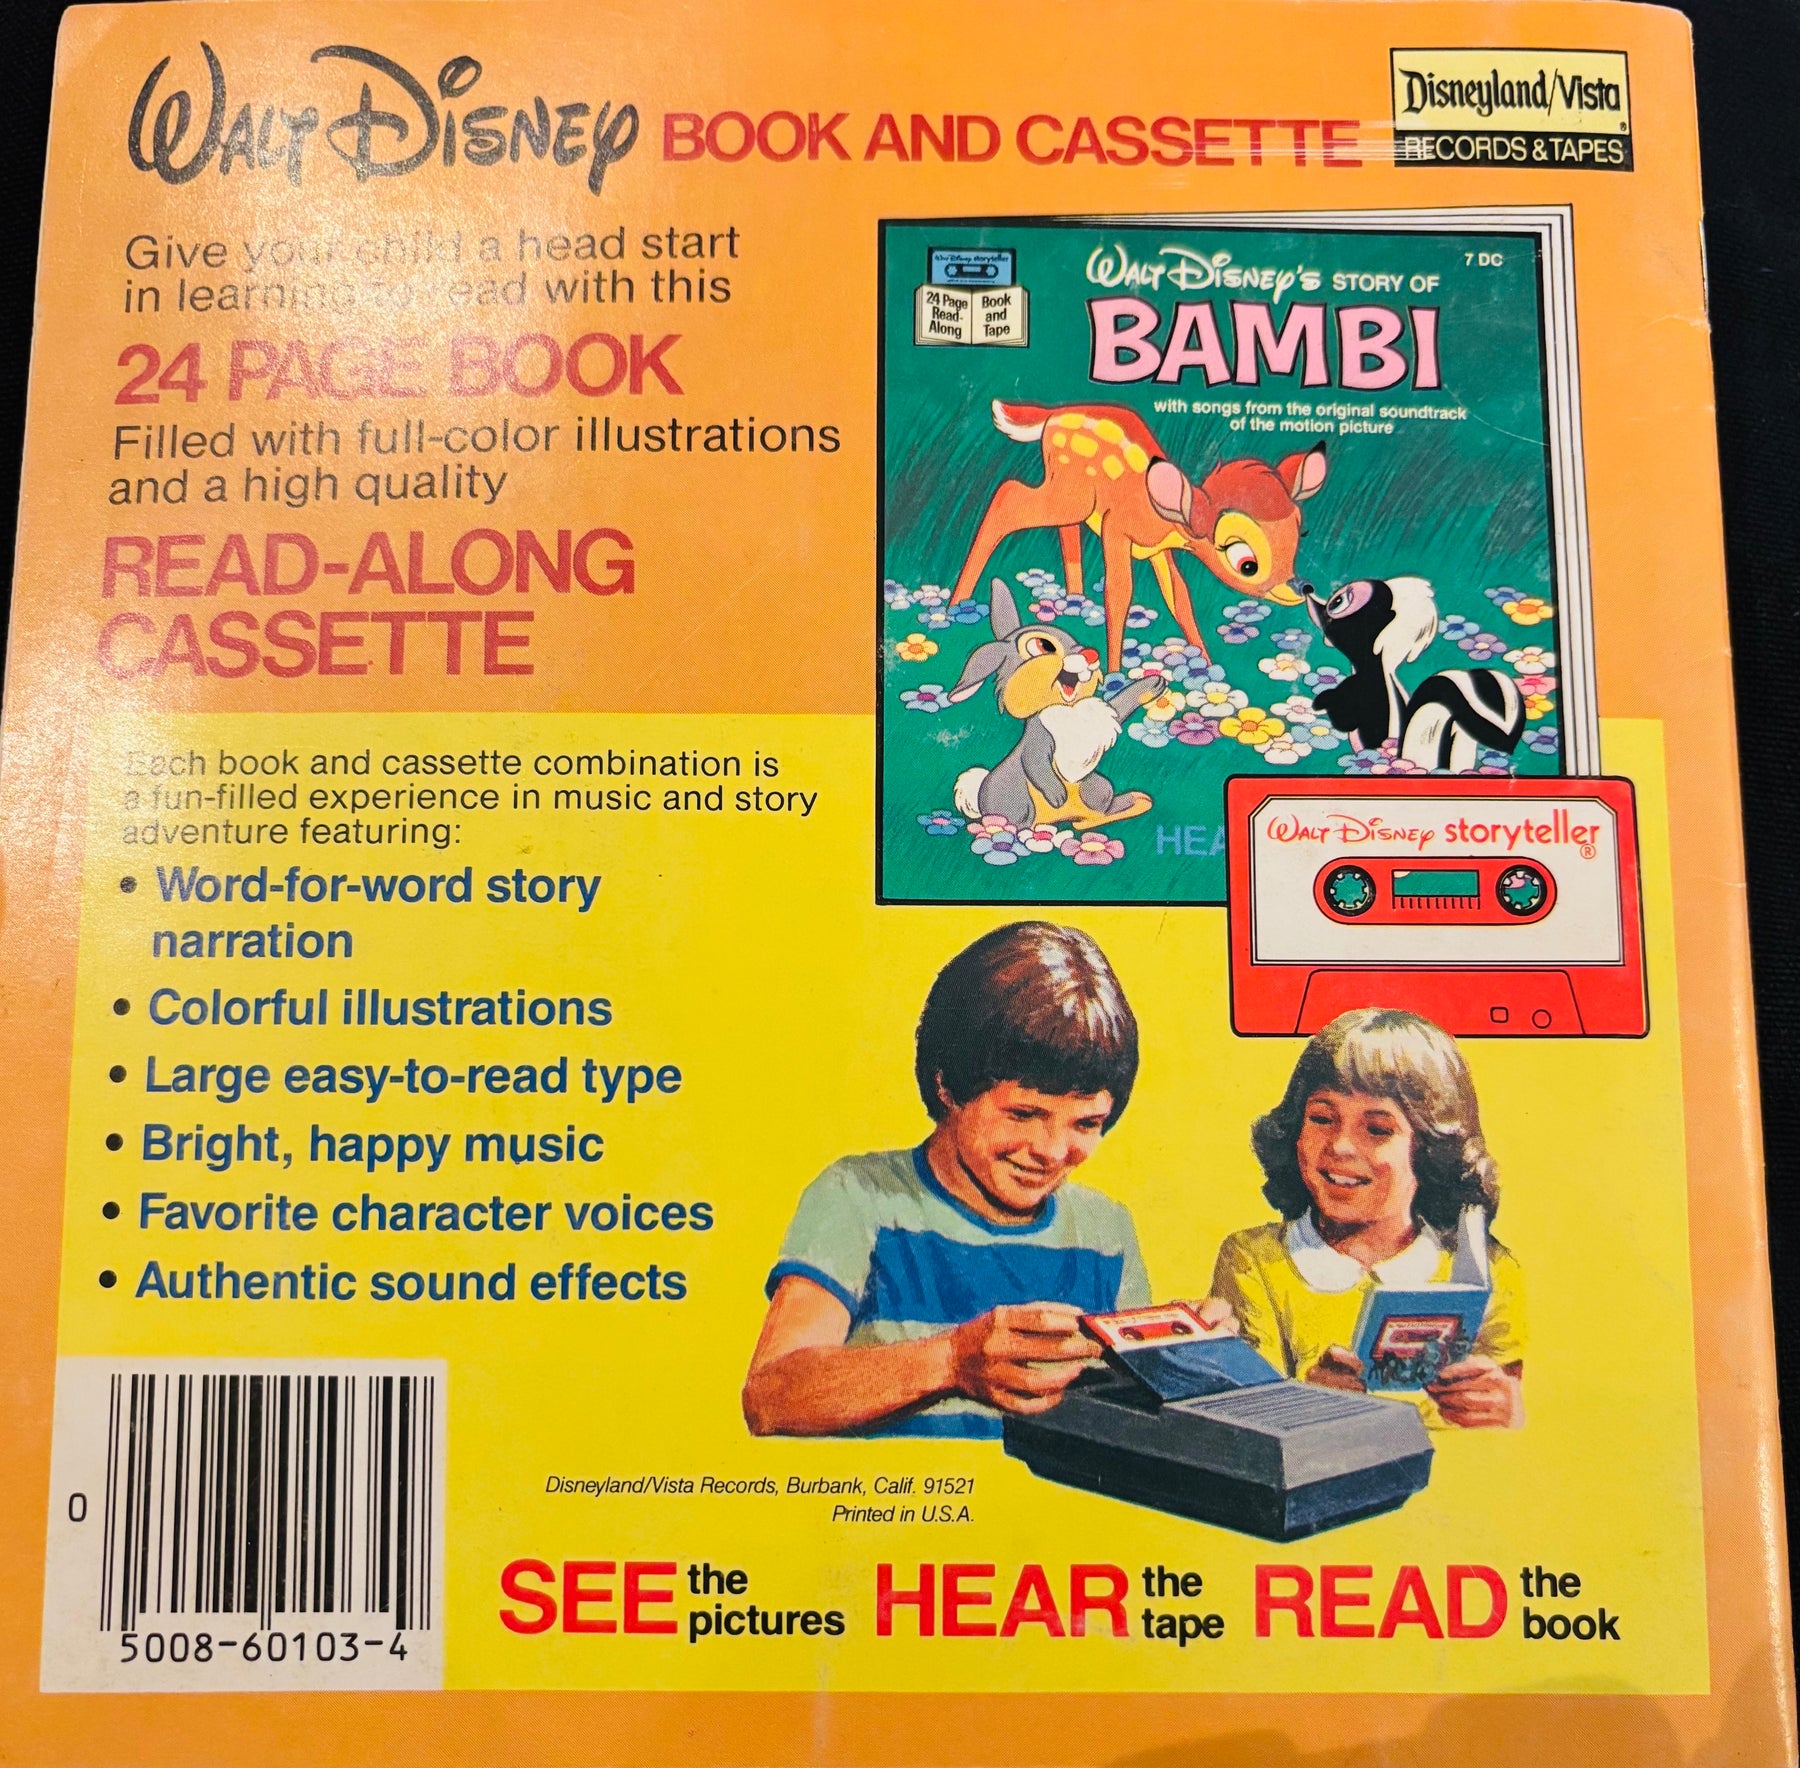 WALT DISNEY BOOK AND CASSETTE
Disneyland/Vista®
RECORDS & TAPES
Give your child a head start
in learning to read with this
24 PAGE BOOK
Filled with full-color illustrations
and a high quality
READ-ALONG
CASSETTE
Walt Disney storyteller
24 Page Read-Along
Book and Tape
WALT DISNEY'S STORY OF
7 DC
BAMBI
with songs from the original soundtrack
of the motion picture
HEA
WALT DISNEY storyteller®
Each book and cassette combination is
a fun-filled experience in music and story
adventure featuring:
• Word-for-word story
narration
• Colorful illustrations
• Large easy-to-read type
• Bright, happy music
• Favorite character voices
• Authentic sound effects
Disneyland/Vista Records, Burbank, Calif. 91521
Printed in U.S.A.
0
5008-60103-4
SEE the pictures HEAR the tape READ the book